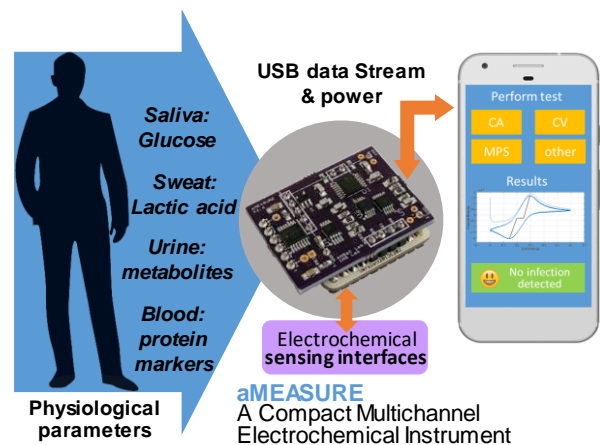 Saliva:
Glucose
Sweat:
Lactic acid
Urine:
metabolites
Blood:
protein
markers
Physiological
parameters
USB data Stream
& power
Electrochemical
sensing interfaces
aMEASURE
A Compact Multichannel
Electrochemical Instrument
Perform test
CA
CV
MPS
other
Results
No infection
detected